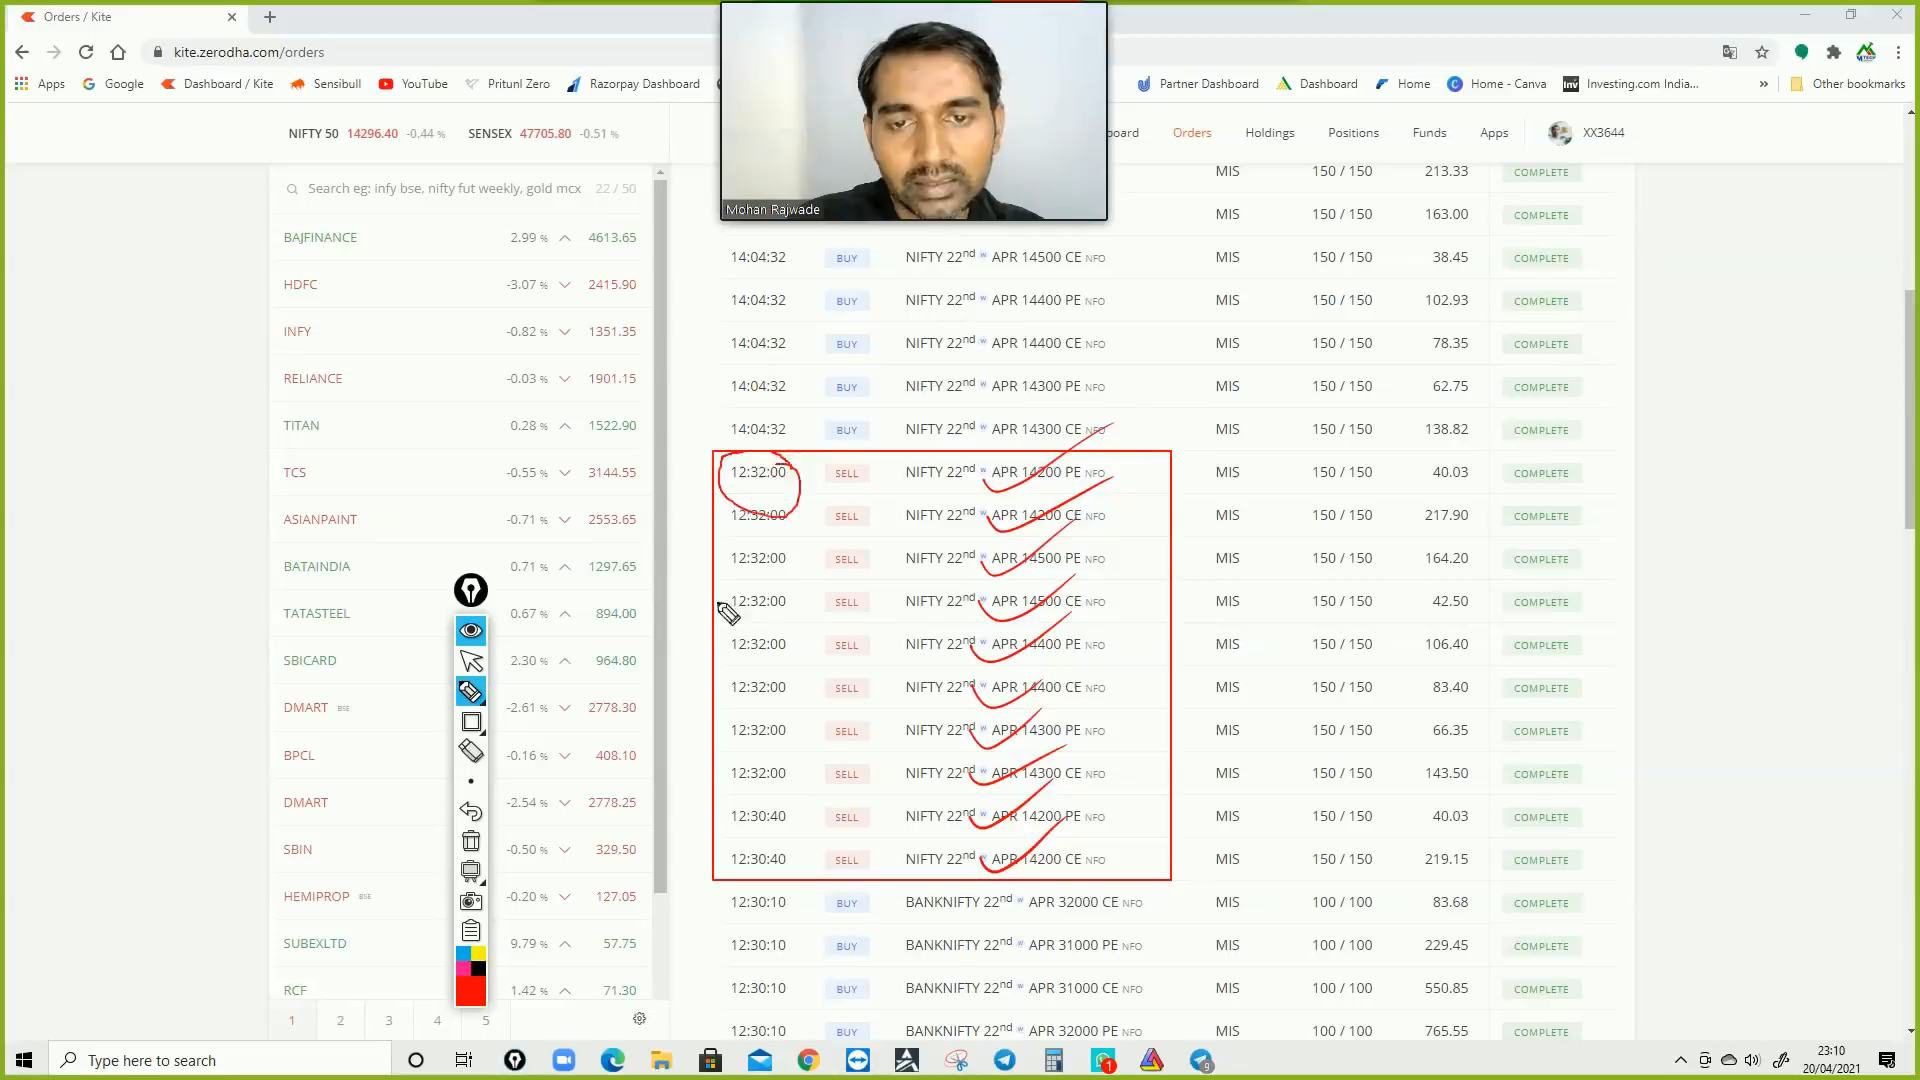 Orders / Kite
kite.zerodha.com/orders
Apps Google Dashboard / Kite Sensibull YouTube Pritunl Zero Razorpay Dashboard Partner Dashboard Dashboard Home Home - Canva Investing.com India... » Other bookmarks
NIFTY 50 14296.40 -0.44 % SENSEX 47705.80 -0.51 %
board Orders Holdings Positions Funds Apps XX3644
Search eg: infy bse, nifty fut weekly, gold mcx 22 / 50
BAJFINANCE 2.99 % 4613.65
HDFC -3.07 % 2415.90
INFY -0.82 % 1351.35
RELIANCE -0.03 % 1901.15
TITAN 0.28 % 1522.90
TCS -0.55 % 3144.55
ASIANPAINT -0.71 % 2553.65
BATAINDIA 0.71 % 1297.65
TATASTEEL 0.67 % 894.00
SBICARD 2.30 % 964.80
DMART BSE -2.61 % 2778.30
BPCL -0.16 % 408.10
DMART -2.54 % 2778.25
SBIN -0.50 % 329.50
HEMIPROP BSE -0.20 % 127.05
SUBEXLTD 9.79 % 57.75
RCF 1.42 % 71.30
1 2 3 4 5
Mohan Rajwade
MIS 150 / 150 213.33 COMPLETE
MIS 150 / 150 163.00 COMPLETE
14:04:32 BUY NIFTY 22nd w APR 14500 CE NFO MIS 150 / 150 38.45 COMPLETE
14:04:32 BUY NIFTY 22nd w APR 14400 PE NFO MIS 150 / 150 102.93 COMPLETE
14:04:32 BUY NIFTY 22nd w APR 14400 CE NFO MIS 150 / 150 78.35 COMPLETE
14:04:32 BUY NIFTY 22nd w APR 14300 PE NFO MIS 150 / 150 62.75 COMPLETE
14:04:32 BUY NIFTY 22nd w APR 14300 CE NFO MIS 150 / 150 138.82 COMPLETE
12:32:00 SELL NIFTY 22nd w APR 14200 PE NFO MIS 150 / 150 40.03 COMPLETE
12:32:00 SELL NIFTY 22nd w APR 14200 CE NFO MIS 150 / 150 217.90 COMPLETE
12:32:00 SELL NIFTY 22nd w APR 14500 PE NFO MIS 150 / 150 164.20 COMPLETE
12:32:00 SELL NIFTY 22nd w APR 14500 CE NFO MIS 150 / 150 42.50 COMPLETE
12:32:00 SELL NIFTY 22nd w APR 14400 PE NFO MIS 150 / 150 106.40 COMPLETE
12:32:00 SELL NIFTY 22nd w APR 14400 CE NFO MIS 150 / 150 83.40 COMPLETE
12:32:00 SELL NIFTY 22nd w APR 14300 PE NFO MIS 150 / 150 66.35 COMPLETE
12:32:00 SELL NIFTY 22nd w APR 14300 CE NFO MIS 150 / 150 143.50 COMPLETE
12:30:40 SELL NIFTY 22nd w APR 14200 PE NFO MIS 150 / 150 40.03 COMPLETE
12:30:40 SELL NIFTY 22nd w APR 14200 CE NFO MIS 150 / 150 219.15 COMPLETE
12:30:10 BUY BANKNIFTY 22nd w APR 32000 CE NFO MIS 100 / 100 83.68 COMPLETE
12:30:10 BUY BANKNIFTY 22nd w APR 31000 PE NFO MIS 100 / 100 229.45 COMPLETE
12:30:10 BUY BANKNIFTY 22nd w APR 31000 CE NFO MIS 100 / 100 550.85 COMPLETE
12:30:10 BUY BANKNIFTY 22nd w APR 32000 PE NFO MIS 100 / 100 765.55 COMPLETE
Type here to search
23:10
20/04/2021